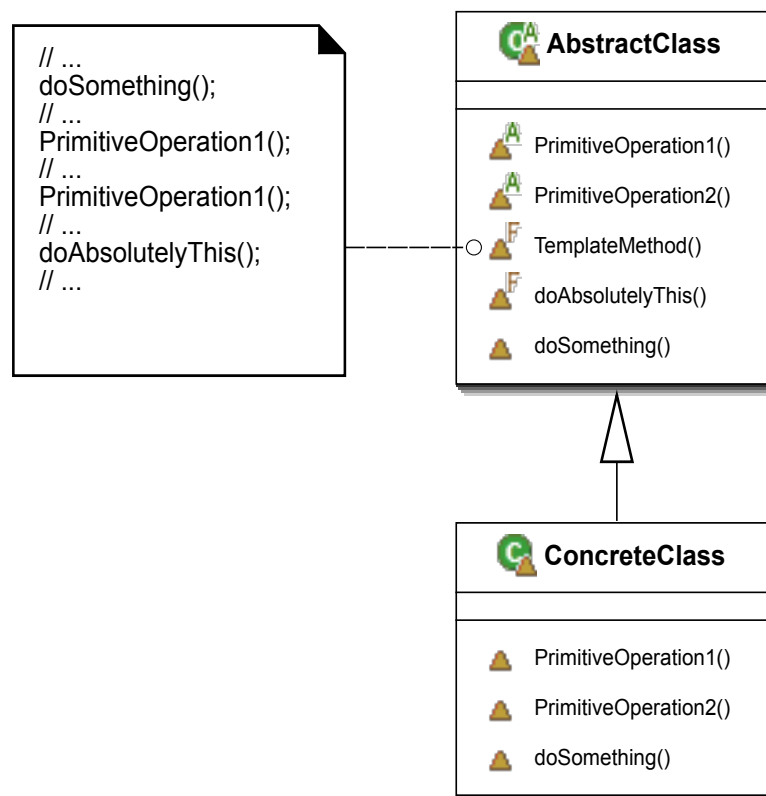 // ...
doSomething();
// ...
PrimitiveOperation1();
// ...
PrimitiveOperation1();
// ...
doAbsolutelyThis();
// ...
C A AbstractClass
A PrimitiveOperation1()
A PrimitiveOperation2()
F TemplateMethod()
F doAbsolutelyThis()
doSomething()
C ConcreteClass
PrimitiveOperation1()
PrimitiveOperation2()
doSomething()